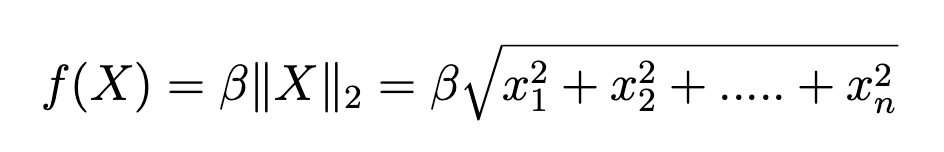 f(X) = β‖X‖₂ = β√(x₁² + x₂² + ..... + xₙ²)